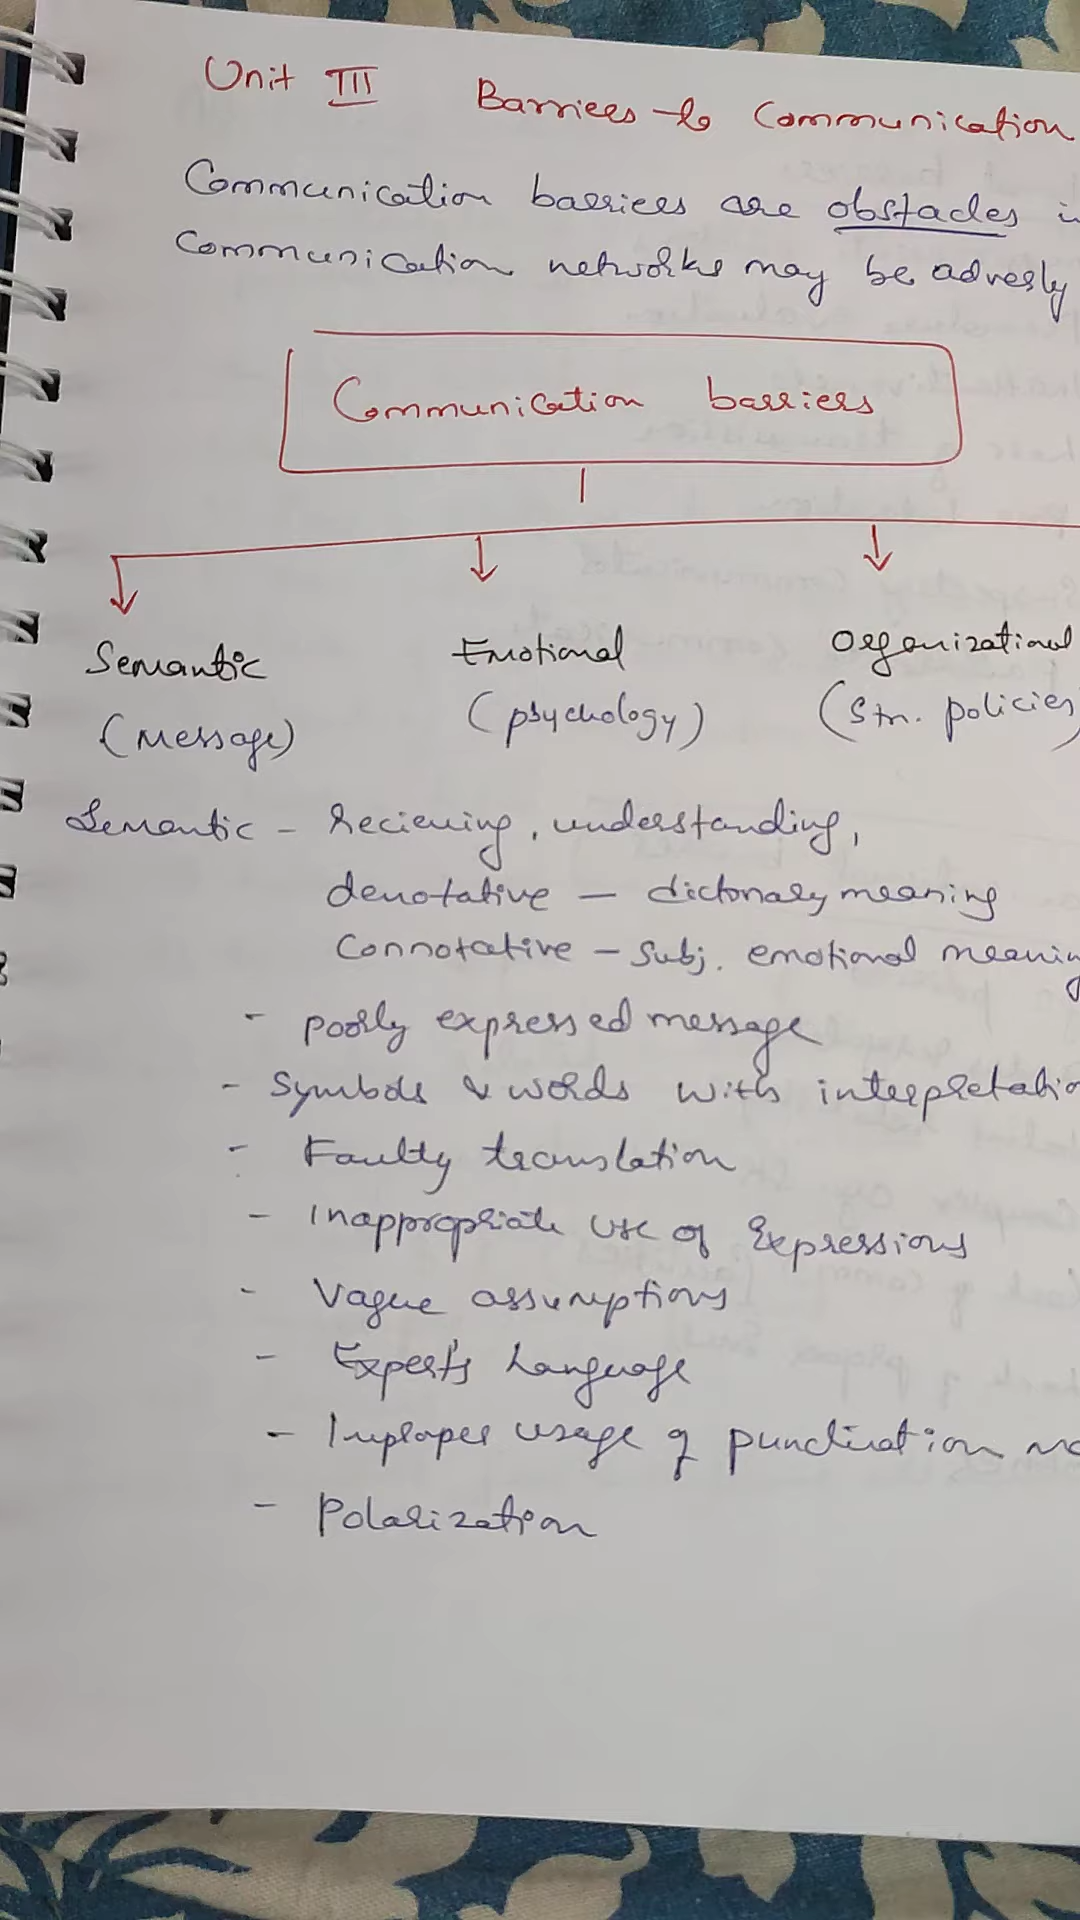 Unit III Barriers to Communication
Communication barriers are obstacles
Communication networks may be advesly
Communication barriers
Semantic Emotional Organizational
(Message) (psychology) (Str. policies
Semantic - Recieving, understanding,
denotative - dictonary meaning
Connotative - Subj. emotional meaning
- poorly expressed message
- Symbols & words with interpretatio
- Faulty translation
- Inappropriate use of Expressions
- Vague assumptions
- Expert's Language
- Improper usage of punctuation
- Polarization